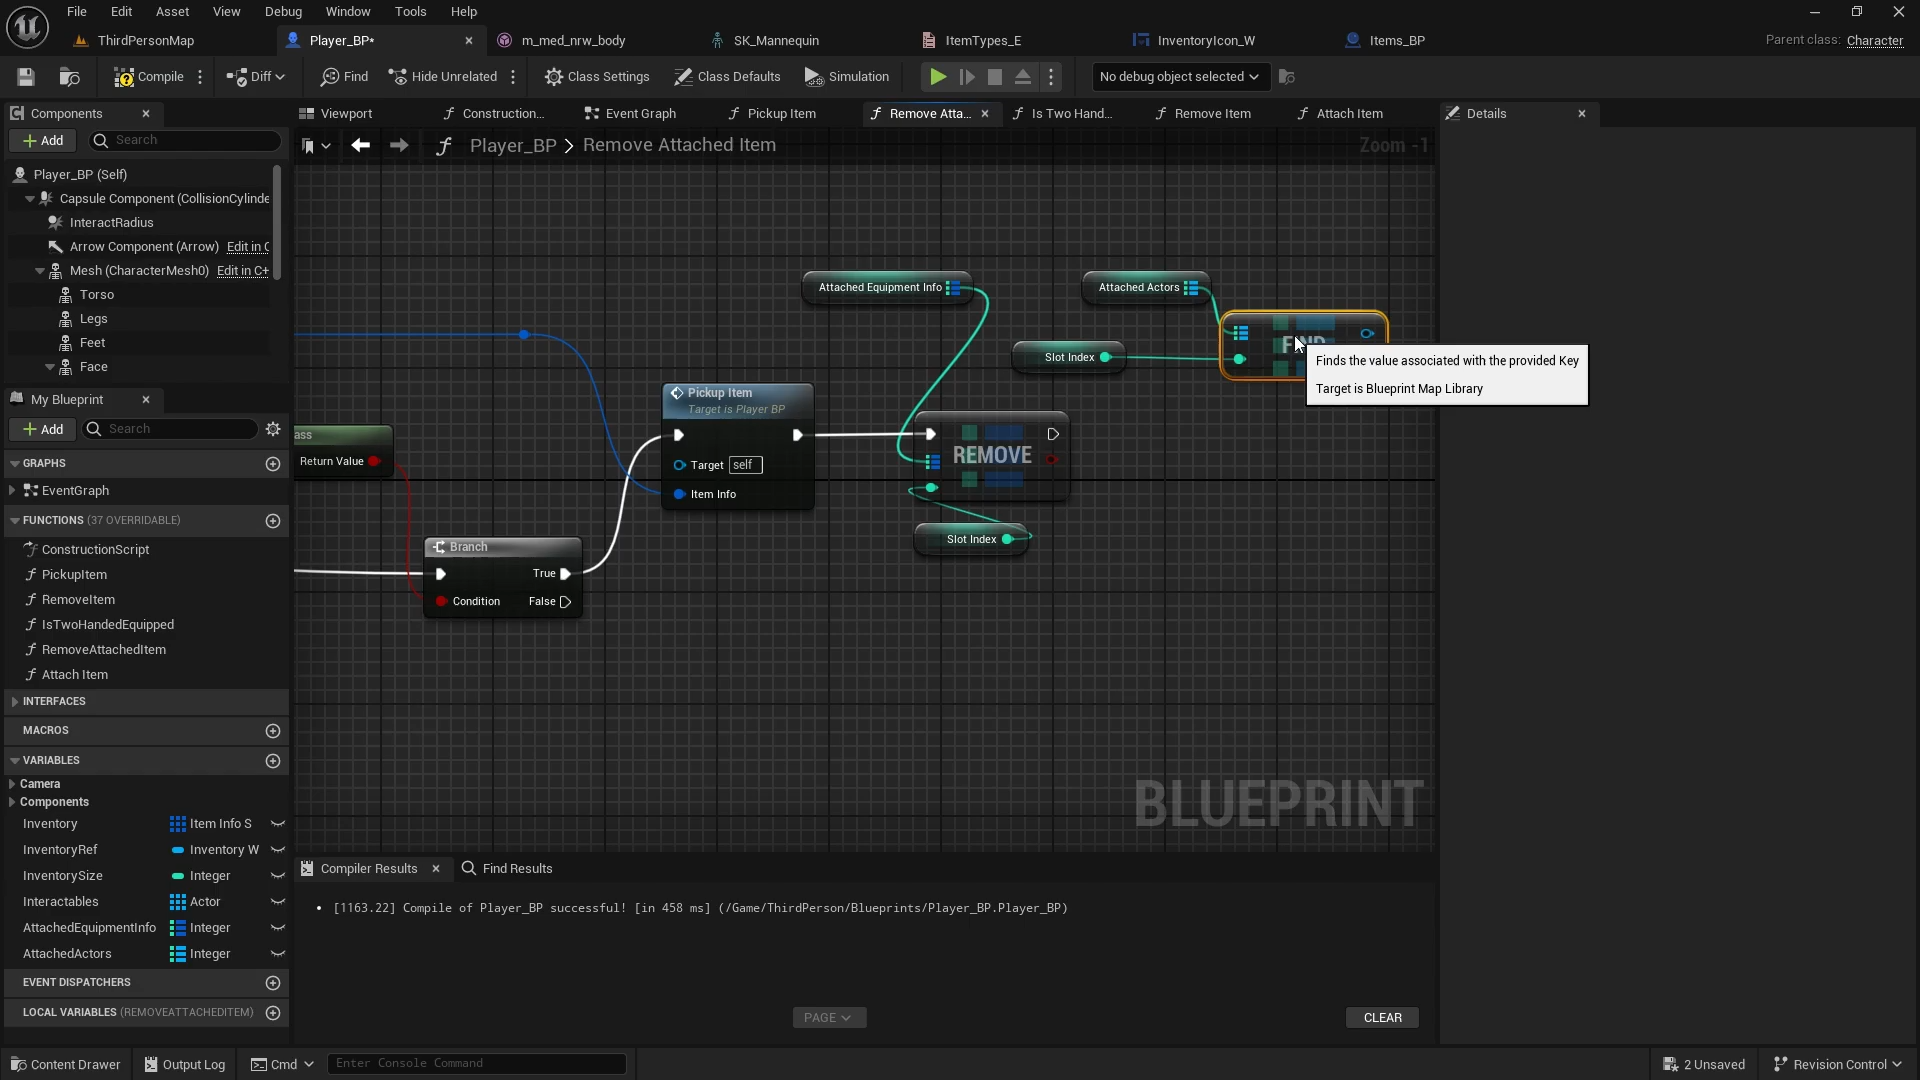 File Edit Asset View Debug Window Tools Help
ThirdPersonMap
Player_BP*
m_med_nrw_body
SK_Mannequin
ItemTypes_E
InventoryIcon_W
Items_BP
Parent class: Character
Compile
Diff
Find
Hide Unrelated
Class Settings
Class Defaults
Simulation
No debug object selected
Components
Viewport
Construction...
Event Graph
Pickup Item
Remove Atta...
Is Two Hand...
Remove Item
Attach Item
Details
Add
Search
Player_BP > Remove Attached Item
Zoom -1
Player_BP (Self)
Capsule Component (CollisionCylinde
InteractRadius
Arrow Component (Arrow) Edit in C
Mesh (CharacterMesh0) Edit in C+
Torso
Legs
Feet
Face
My Blueprint
Add
Search
GRAPHS
EventGraph
FUNCTIONS (37 OVERRIDABLE)
ConstructionScript
PickupItem
RemoveItem
IsTwoHandedEquipped
RemoveAttachedItem
Attach Item
INTERFACES
MACROS
VARIABLES
Camera
Components
Inventory Item Info S
InventoryRef Inventory W
InventorySize Integer
Interactables Actor
AttachedEquipmentInfo Integer
AttachedActors Integer
EVENT DISPATCHERS
LOCAL VARIABLES (REMOVEATTACHEDITEM)
Attached Equipment Info
Attached Actors
Slot Index
Finds the value associated with the provided Key
Target is Blueprint Map Library
Pickup Item
Target is Player BP
Target self
Item Info
REMOVE
Slot Index
ass
Return Value
Branch
True
Condition False
BLUEPRINT
Compiler Results
Find Results
• [1163.22] Compile of Player_BP successful! [in 458 ms] (/Game/ThirdPerson/Blueprints/Player_BP.Player_BP)
PAGE
CLEAR
Content Drawer
Output Log
Cmd
Enter Console Command
2 Unsaved
Revision Control